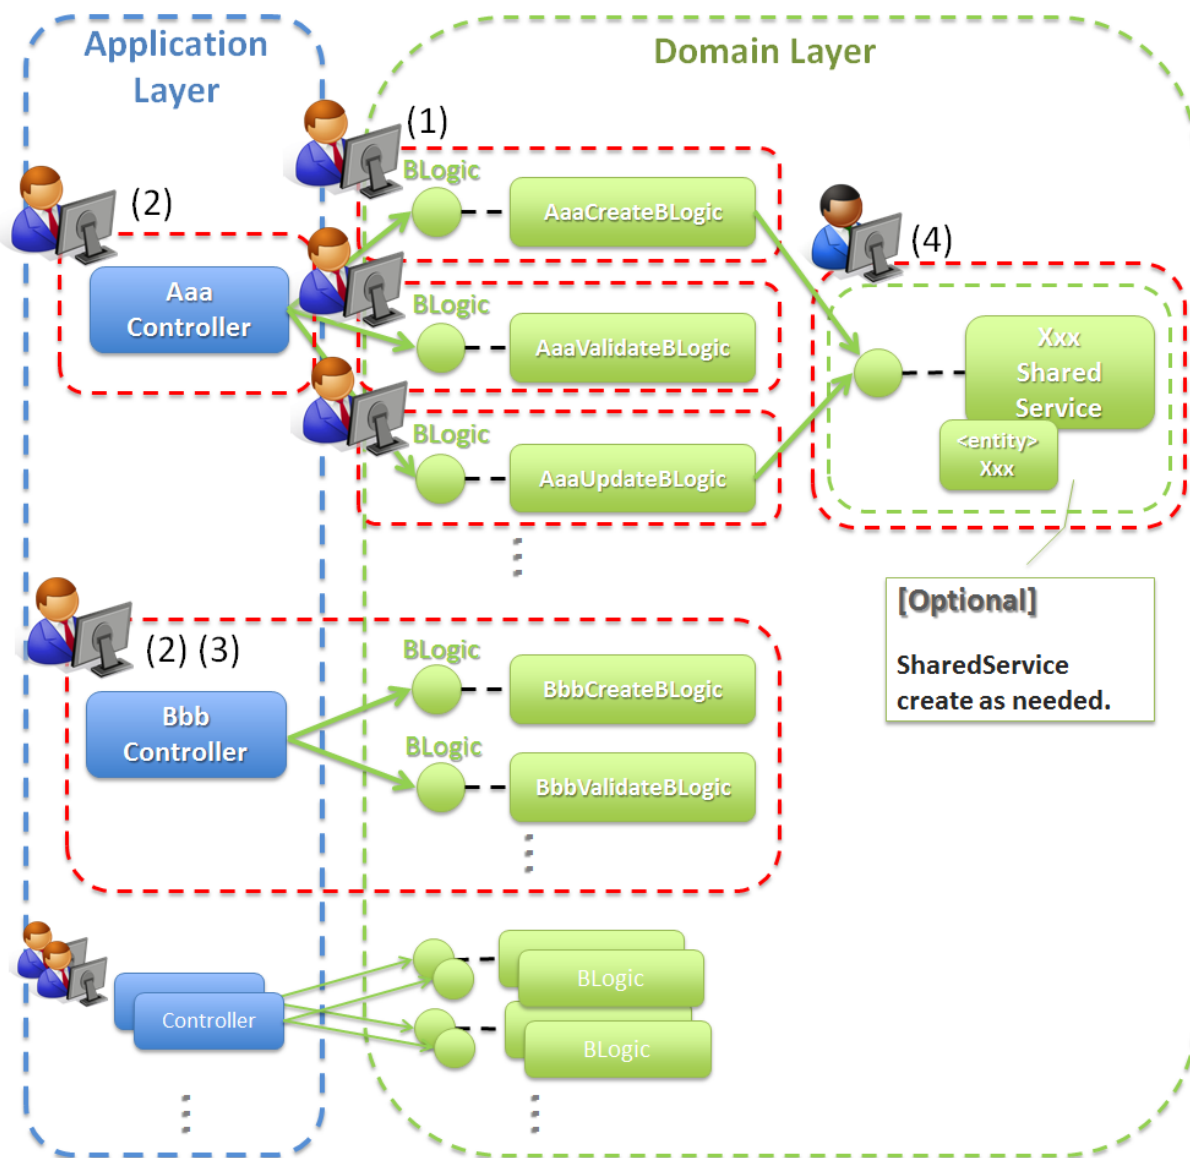 Application
Layer
Domain Layer
(1)
BLogic
AaaCreateBLogic
(2)
Aaa
Controller
BLogic
AaaValidateBLogic
BLogic
AaaUpdateBLogic
(4)
Xxx
Shared
Service
<entity>
Xxx
[Optional]
SharedService
create as needed.
(2) (3)
Bbb
Controller
BLogic
BbbCreateBLogic
BLogic
BbbValidateBLogic
Controller
BLogic
BLogic